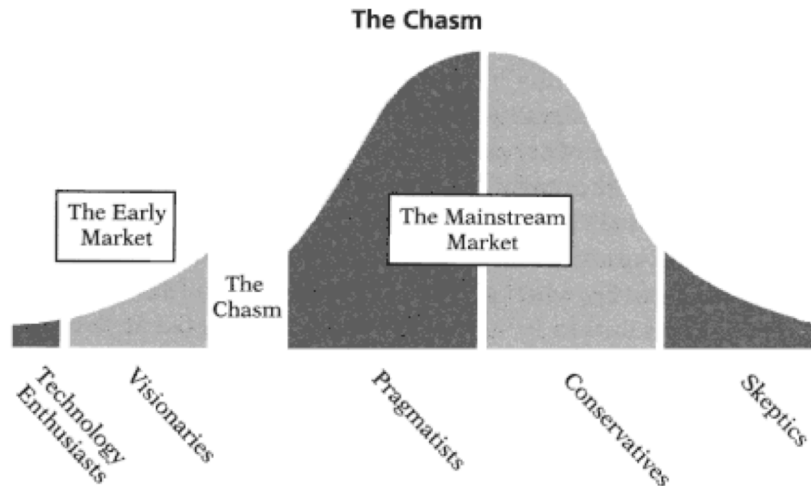 The Chasm
The Early
Market
The Mainstream
Market
The
Chasm
Technology
Enthusiasts
Visionaries
Pragmatists
Conservatives
Skeptics